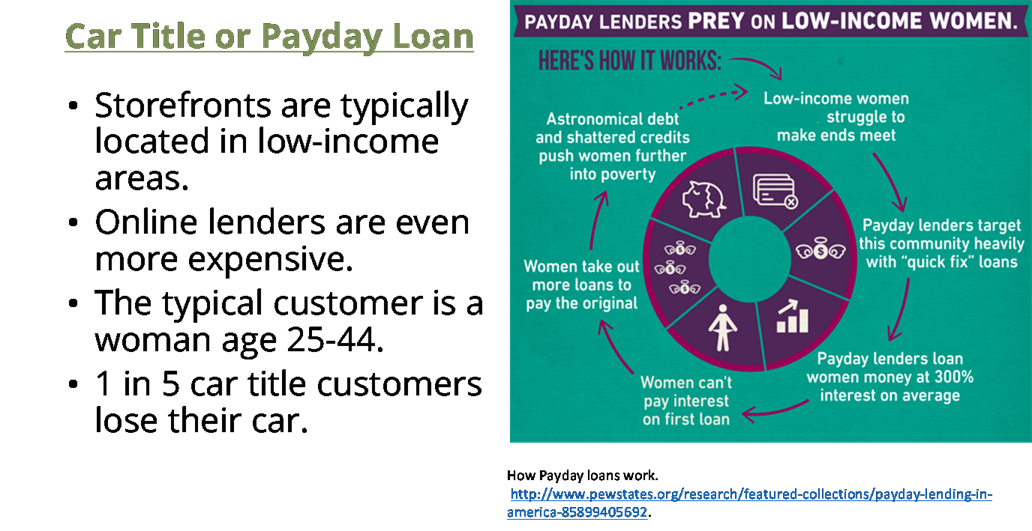 Car Title or Payday Loan
• Storefronts are typically
located in low-income
areas.
• Online lenders are even
more expensive.
• The typical customer is a
woman age 25-44.
• 1 in 5 car title customers
lose their car.
PAYDAY LENDERS PREY ON LOW-INCOME WOMEN.
HERE'S HOW IT WORKS:
Low-income women
struggle to
make ends meet
Payday lenders target
this community heavily
with “quick fix” loans
Payday lenders loan
women money at 300%
interest on average
Women can't
pay interest
on first loan
Women take out
more loans to
pay the original
Astronomical debt
and shattered credits
push women further
into poverty
$
$
$
$
$
How Payday loans work.
http://www.pewstates.org/research/featured-collections/payday-lending-in-
america-85899405692.